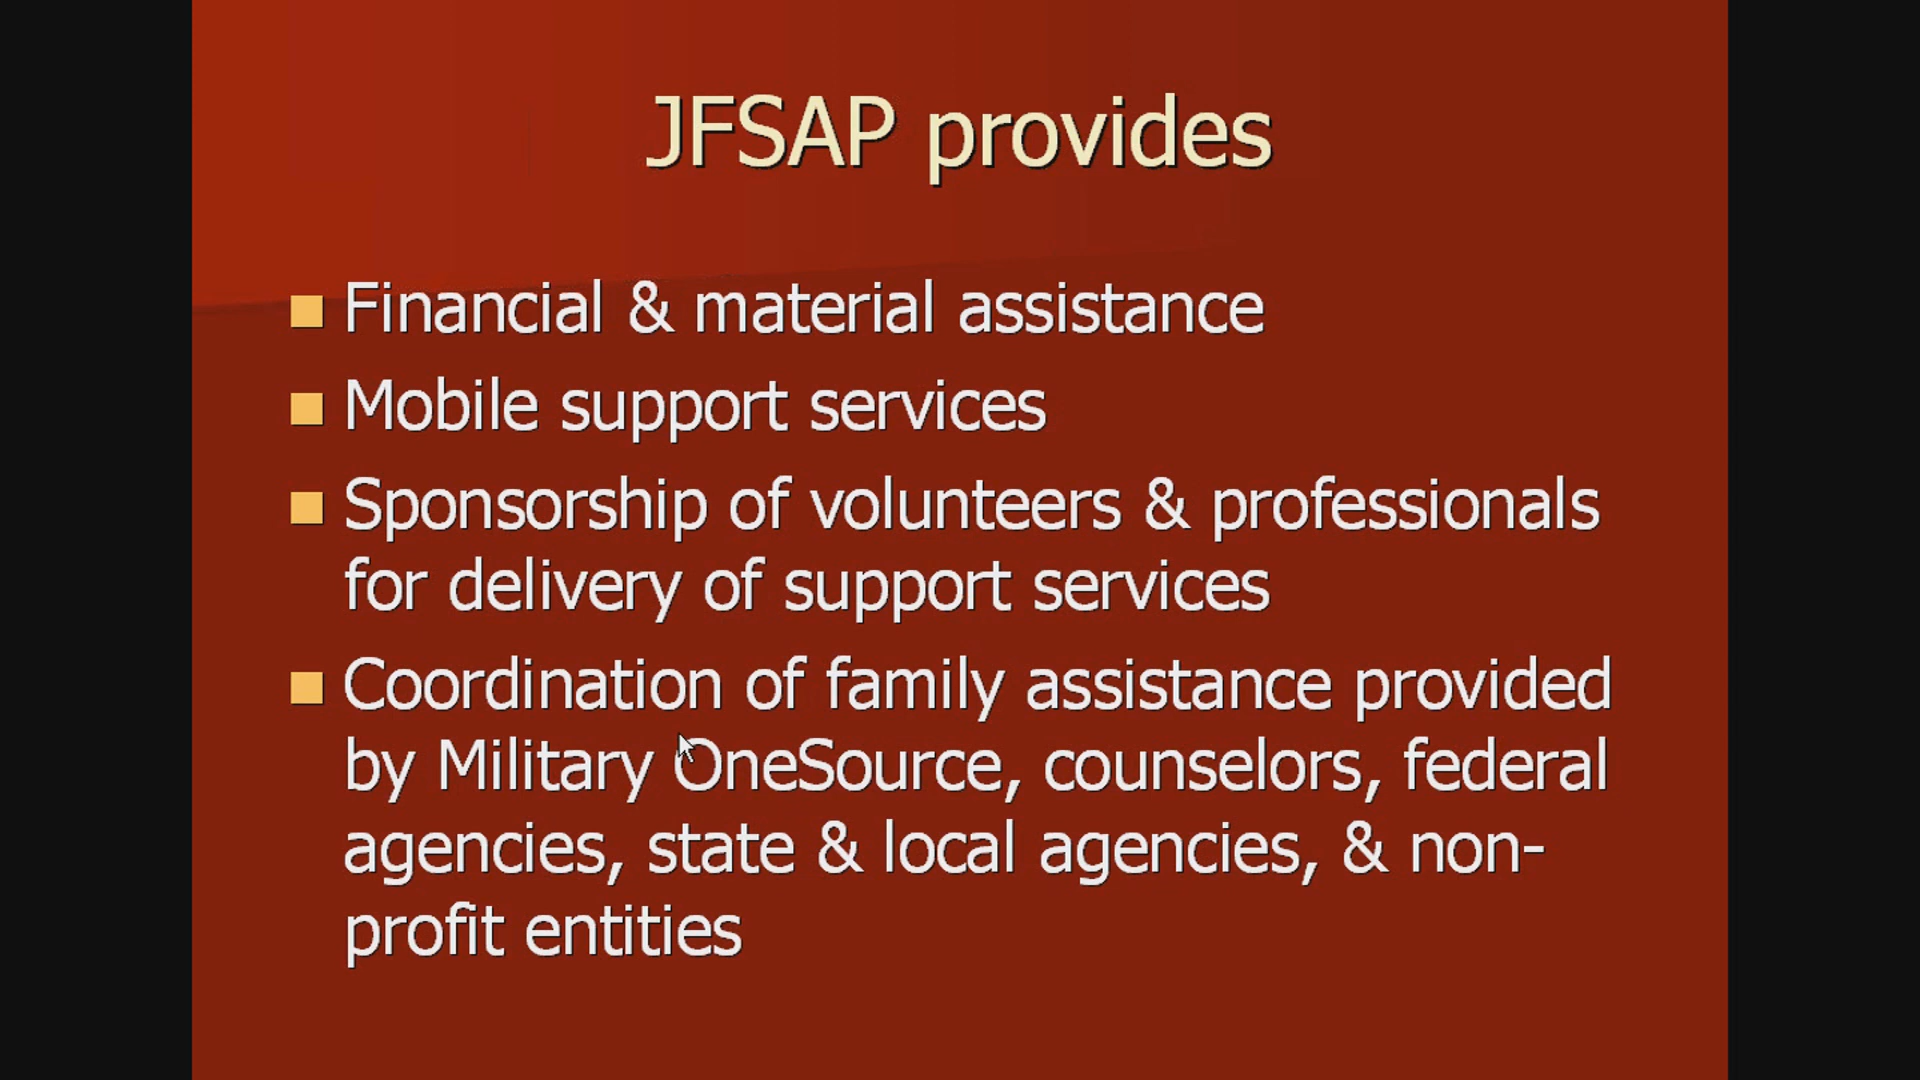 JFSAP provides
Financial & material assistance
Mobile support services
Sponsorship of volunteers & professionals
for delivery of support services
Coordination of family assistance provided
by Military OneSource, counselors, federal
agencies, state & local agencies, & non-
profit entities